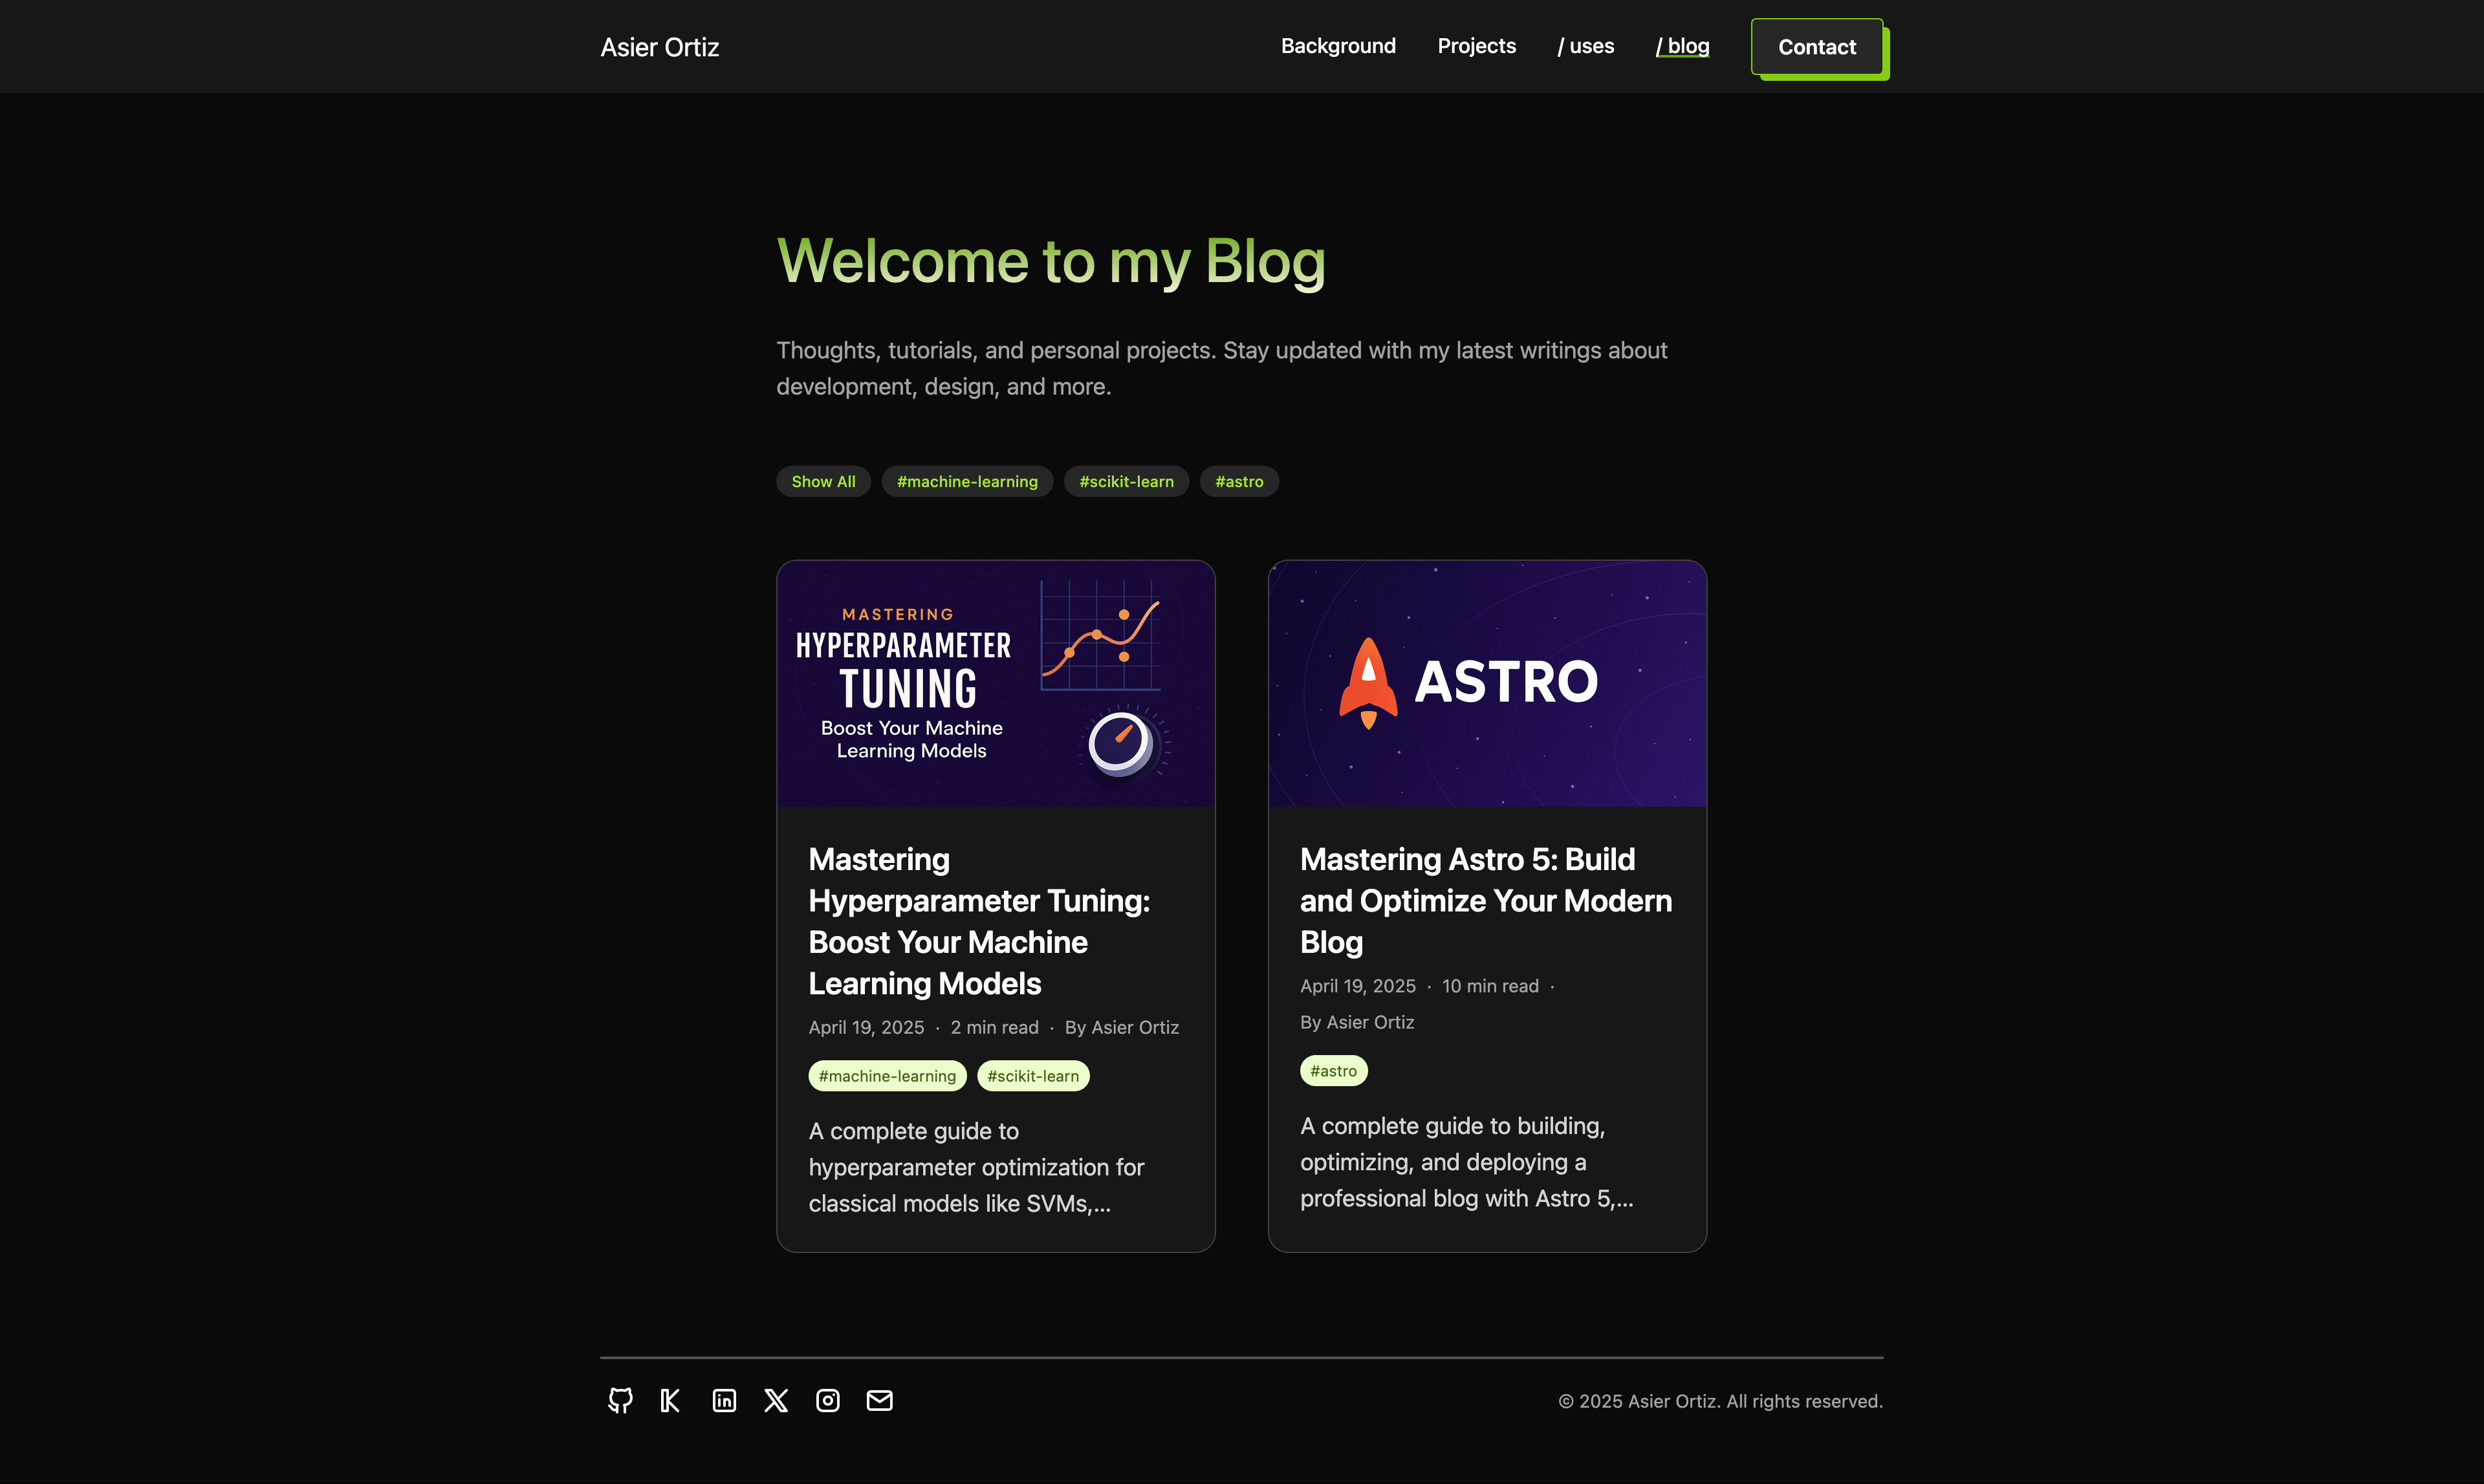 Asier Ortiz
Background Projects / uses / blog Contact
Welcome to my Blog
Thoughts, tutorials, and personal projects. Stay updated with my latest writings about
development, design, and more.
Show All #machine-learning #scikit-learn #astro
MASTERING
HYPERPARAMETER
TUNING
Boost Your Machine
Learning Models
Mastering
Hyperparameter Tuning:
Boost Your Machine
Learning Models
April 19, 2025 · 2 min read · By Asier Ortiz
#machine-learning #scikit-learn
A complete guide to
hyperparameter optimization for
classical models like SVMs,...
ASTRO
Mastering Astro 5: Build
and Optimize Your Modern
Blog
April 19, 2025 · 10 min read ·
By Asier Ortiz
#astro
A complete guide to building,
optimizing, and deploying a
professional blog with Astro 5,...
© 2025 Asier Ortiz. All rights reserved.